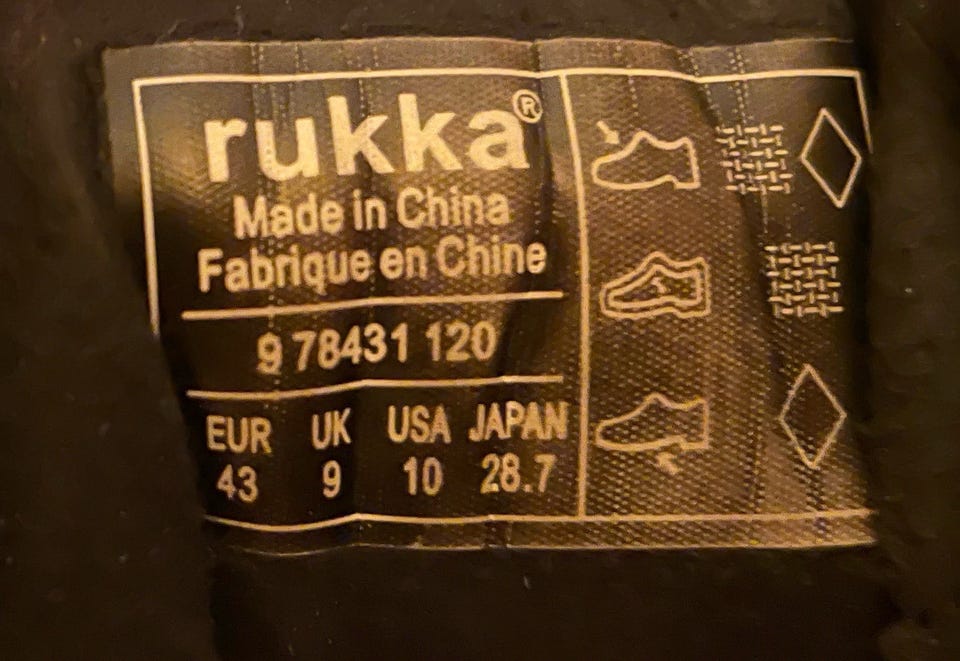 rukka®
Made in China
Fabrique en Chine
9 78431 120
EUR UK USA JAPAN
43 9 10 28.7